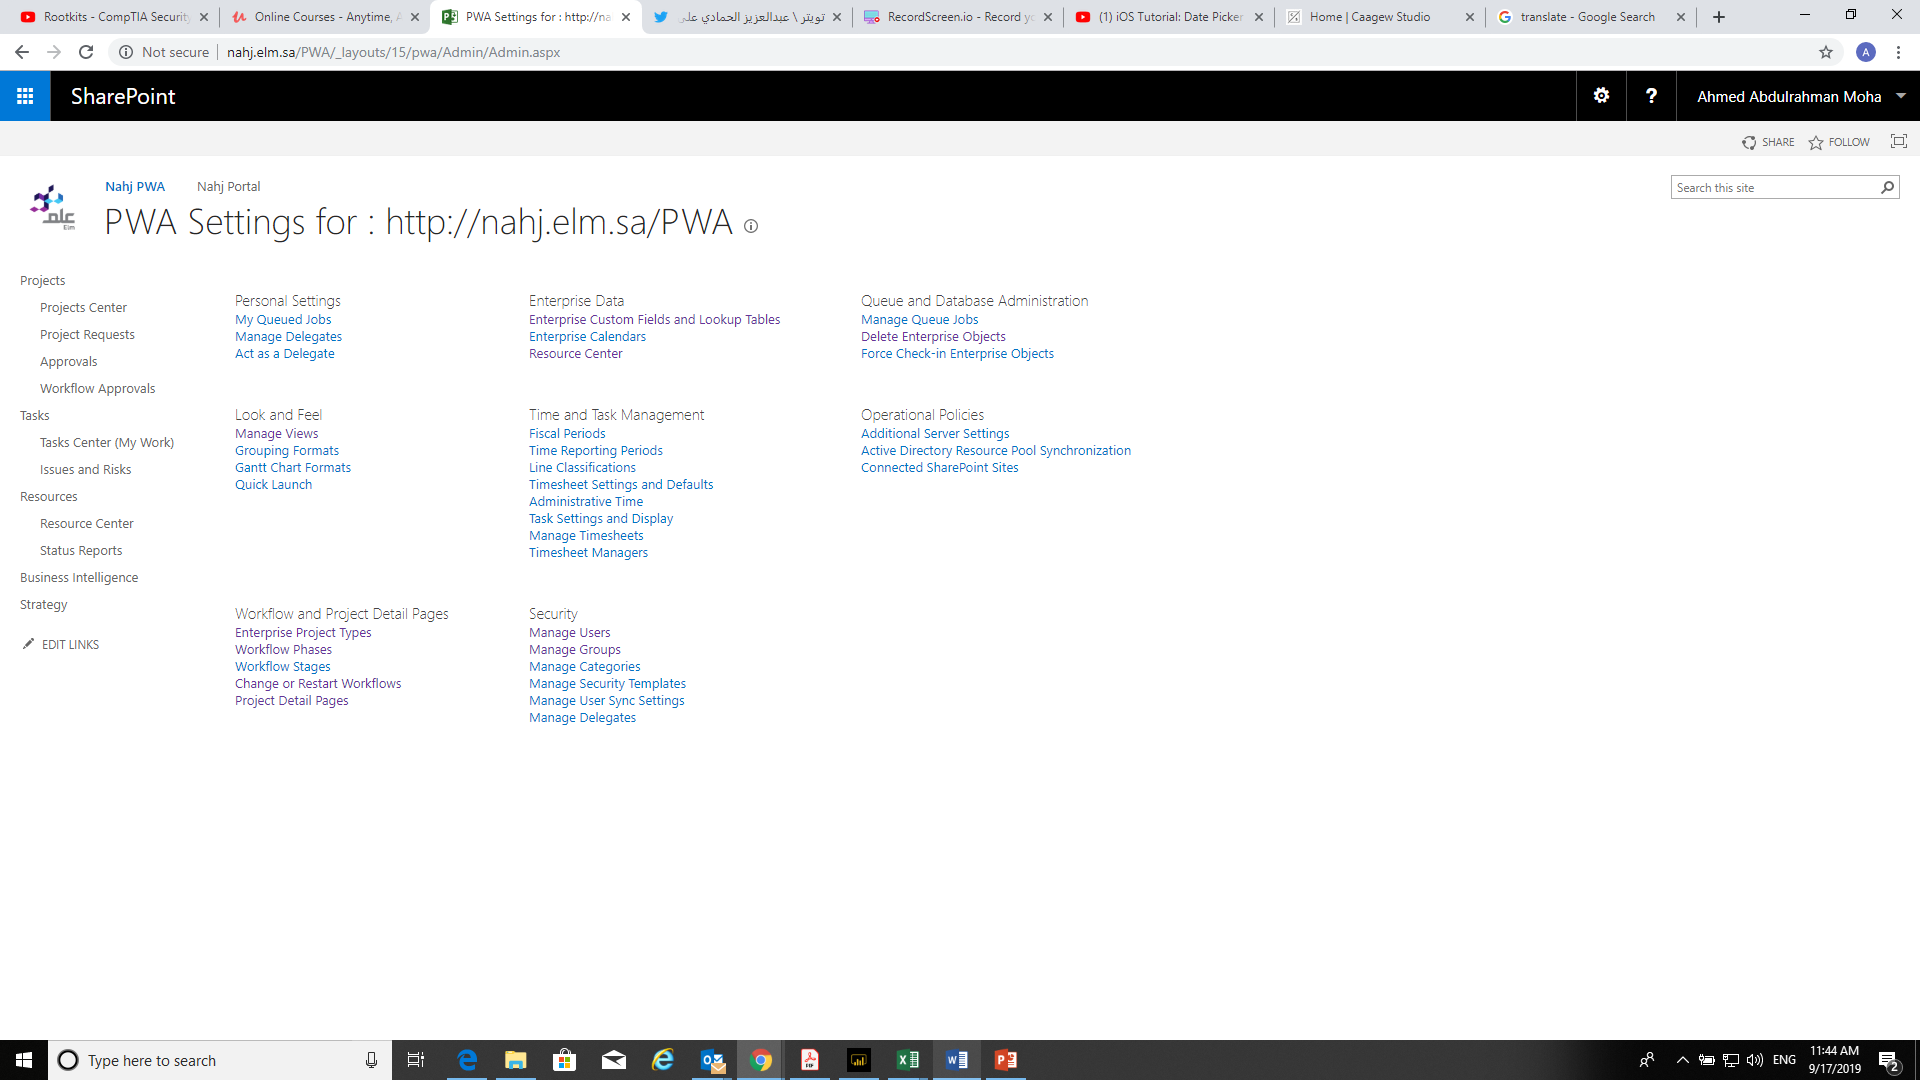 Rootkits - CompTIA Security
Online Courses - Anytime, A
PWA Settings for : http://na
تويتر \ عبدالعزيز الحمادي على
RecordScreen.io - Record yo
(1) iOS Tutorial: Date Picker
Home | Caagew Studio
translate - Google Search
Not secure
nahj.elm.sa/PWA/_layouts/15/pwa/Admin/Admin.aspx
A
SharePoint
?
Ahmed Abdulrahman Moha
SHARE
FOLLOW
علم
Elm
Nahj PWA
Nahj Portal
Search this site
PWA Settings for : http://nahj.elm.sa/PWA
Projects
Projects Center
Project Requests
Approvals
Workflow Approvals
Tasks
Tasks Center (My Work)
Issues and Risks
Resources
Resource Center
Status Reports
Business Intelligence
Strategy
EDIT LINKS
Personal Settings
My Queued Jobs
Manage Delegates
Act as a Delegate
Enterprise Data
Enterprise Custom Fields and Lookup Tables
Enterprise Calendars
Resource Center
Queue and Database Administration
Manage Queue Jobs
Delete Enterprise Objects
Force Check-in Enterprise Objects
Look and Feel
Manage Views
Grouping Formats
Gantt Chart Formats
Quick Launch
Time and Task Management
Fiscal Periods
Time Reporting Periods
Line Classifications
Timesheet Settings and Defaults
Administrative Time
Task Settings and Display
Manage Timesheets
Timesheet Managers
Operational Policies
Additional Server Settings
Active Directory Resource Pool Synchronization
Connected SharePoint Sites
Workflow and Project Detail Pages
Enterprise Project Types
Workflow Phases
Workflow Stages
Change or Restart Workflows
Project Detail Pages
Security
Manage Users
Manage Groups
Manage Categories
Manage Security Templates
Manage User Sync Settings
Manage Delegates
Type here to search
ENG
11:44 AM
9/17/2019
2